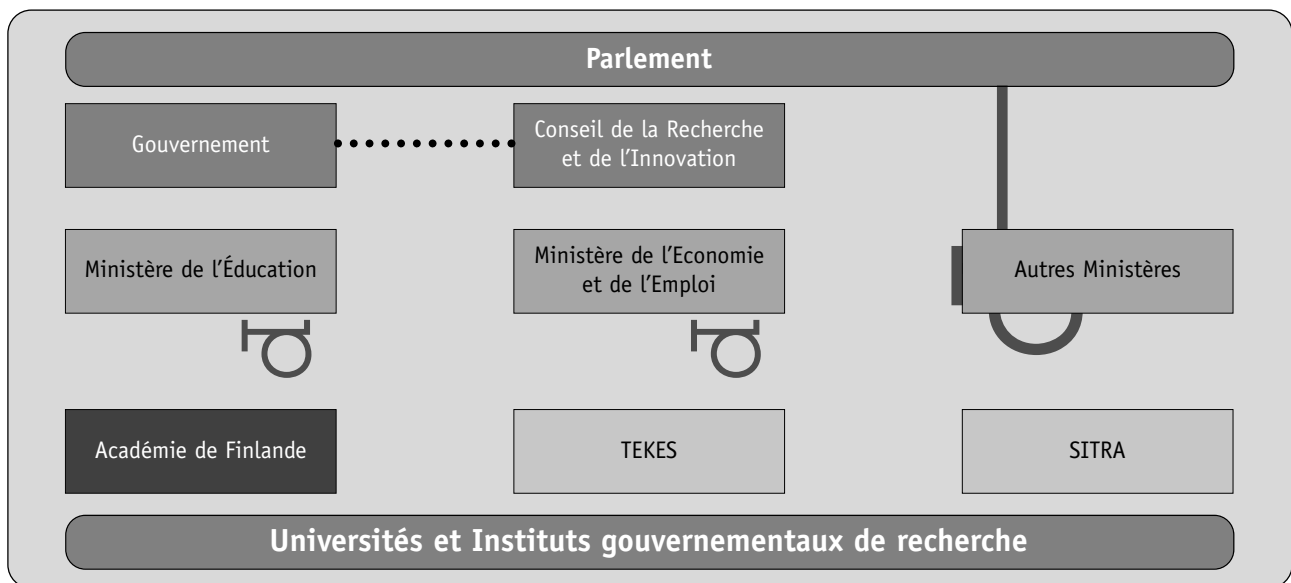 Parlement
Gouvernement
Conseil de la Recherche
et de l'Innovation
Ministère de l'Éducation
Ministère de l'Economie
et de l'Emploi
Autres Ministères
Académie de Finlande
TEKES
SITRA
Universités et Instituts gouvernementaux de recherche